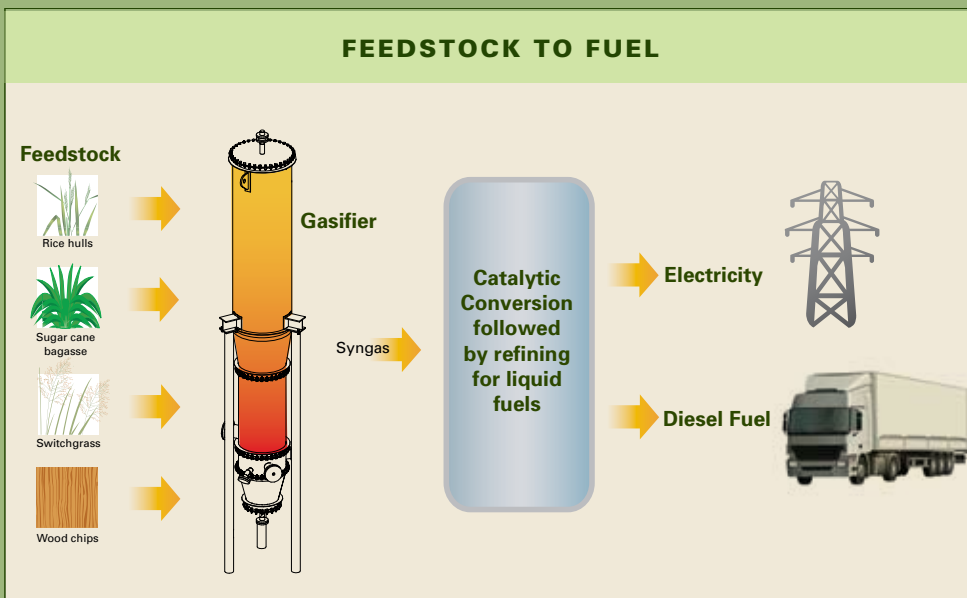 FEEDSTOCK TO FUEL
Feedstock
Rice hulls
Sugar cane
bagasse
Switchgrass
Wood chips
Gasifier
Syngas
Catalytic
Conversion
followed
by refining
for liquid
fuels
Electricity
Diesel Fuel